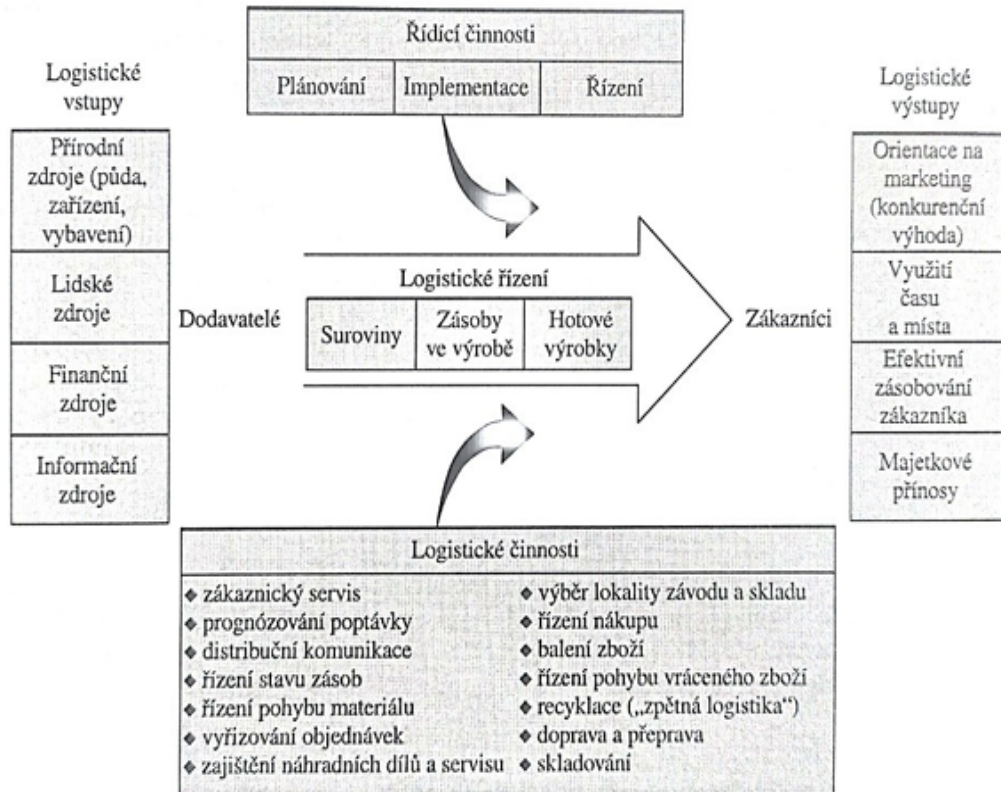 Řídící činnosti
Plánování
Implementace
Řízení
Logistické
vstupy
Přírodní
zdroje (půda,
zařízení,
vybavení)
Lidské
zdroje
Finanční
zdroje
Informační
zdroje
Dodavatelé
Logistické řízení
Suroviny
Zásoby
ve výrobě
Hotové
výrobky
Zákazníci
Logistické
výstupy
Orientace na
marketing
(konkurenční
výhoda)
Využití
času
a místa
Efektivní
zásobování
zákazníka
Majetkové
přínosy
Logistické činnosti
❖ zákaznický servis
❖ prognózování poptávky
❖ distribuční komunikace
❖ řízení stavu zásob
❖ řízení pohybu materiálu
❖ vyřizování objednávek
❖ zajištění náhradních dílů a servisu
❖ výběr lokality závodu a skladu
❖ řízení nákupu
❖ balení zboží
❖ řízení pohybu vráceného zboží
❖ recyklace („zpětná logistika“)
❖ doprava a přeprava
❖ skladování